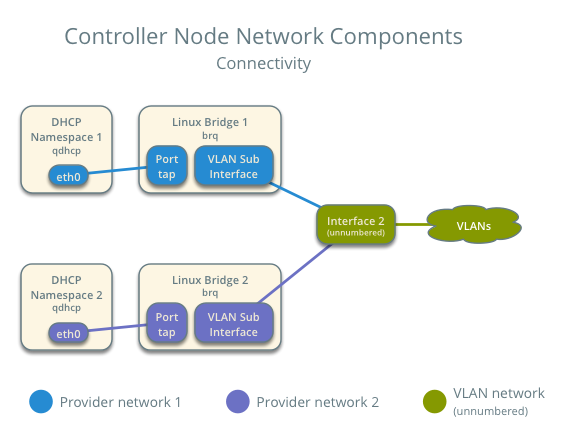 Controller Node Network Components
Connectivity
DHCP
Namespace 1
qdhcp
eth0
Linux Bridge 1
brq
Port
tap
VLAN Sub
Interface
Interface 2
(unnumbered)
VLANs
DHCP
Namespace 2
qdhcp
eth0
Linux Bridge 2
brq
Port
tap
VLAN Sub
Interface
Provider network 1
Provider network 2
VLAN network
(unnumbered)